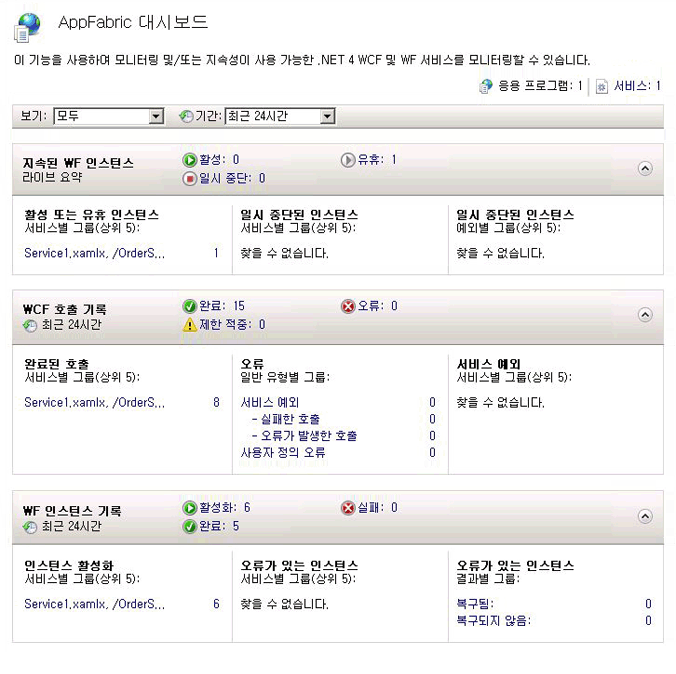 AppFabric 대시보드
이 기능을 사용하여 모니터링 및/또는 지속성이 사용 가능한 .NET 4 WCF 및 WF 서비스를 모니터링할 수 있습니다.
응용 프로그램: 1 서비스: 1
보기: 모두 기간: 최근 24시간
지속된 WF 인스턴스
라이브 요약
활성: 0 유휴: 1
일시 중단: 0
활성 또는 유휴 인스턴스
서비스별 그룹(상위 5):
Service1.xamlx, /OrderS... 1
일시 중단된 인스턴스
서비스별 그룹(상위 5):
찾을 수 없습니다.
일시 중단된 인스턴스
예외별 그룹(상위 5):
찾을 수 없습니다.
WCF 호출 기록
최근 24시간
완료: 15 오류: 0
제한 적중: 0
완료된 호출
서비스별 그룹(상위 5):
Service1.xamlx, /OrderS... 8
오류
일반 유형별 그룹:
서비스 예외 0
- 실패한 호출 0
- 오류가 발생한 호출 0
사용자 정의 오류 0
서비스 예외
서비스별 그룹(상위 5):
찾을 수 없습니다.
WF 인스턴스 기록
최근 24시간
활성화: 6 실패: 0
완료: 5
인스턴스 활성화
서비스별 그룹(상위 5):
Service1.xamlx, /OrderS... 6
오류가 있는 인스턴스
서비스별 그룹(상위 5):
찾을 수 없습니다.
오류가 있는 인스턴스
결과별 그룹:
복구됨: 0
복구되지 않음: 0